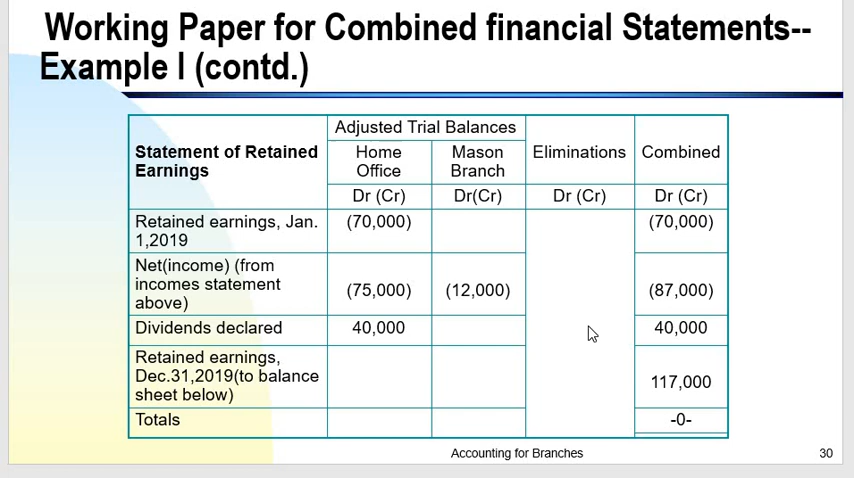 Working Paper for Combined financial Statements--
Example I (contd.)
Adjusted Trial Balances
Statement of Retained Earnings
Home Office
Mason Branch
Eliminations
Combined
Dr (Cr)
Dr(Cr)
Dr (Cr)
Dr (Cr)
Retained earnings, Jan.
1,2019
(70,000)
(70,000)
Net(income) (from
incomes statement
above)
(75,000)
(12,000)
(87,000)
Dividends declared
40,000
40,000
Retained earnings,
Dec.31,2019(to balance
sheet below)
117,000
Totals
-0-
Accounting for Branches
30